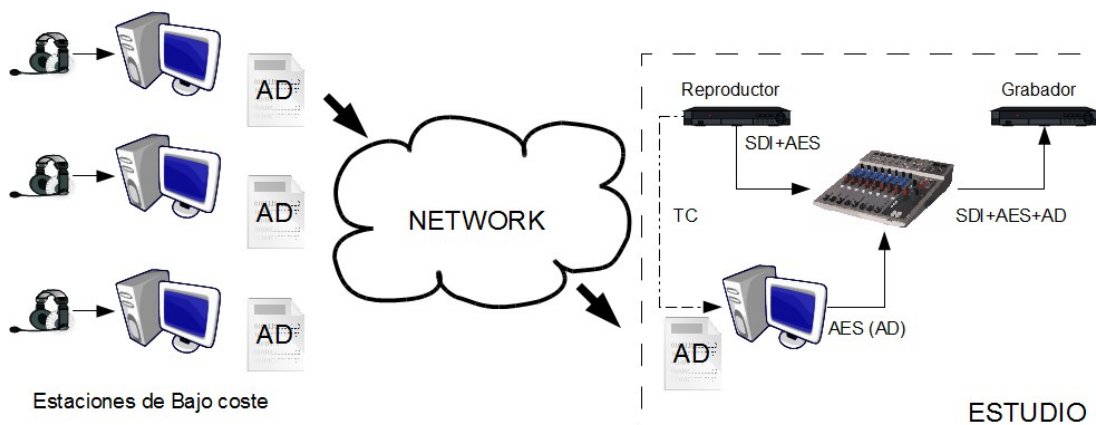 AD
AD
AD
Estaciones de Bajo coste
NETWORK
Reproductor
Grabador
SDI+AES
TC
SDI+AES+AD
AES (AD)
AD
ESTUDIO